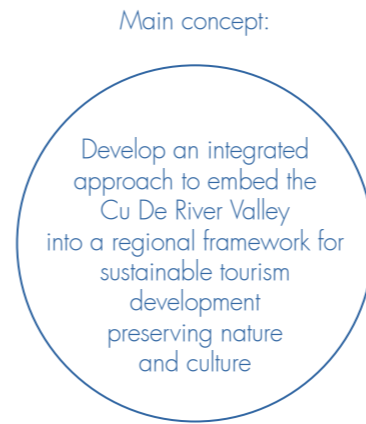 Main concept:
Develop an integrated
approach to embed the
Cu De River Valley
into a regional framework for
sustainable tourism
development
preserving nature
and culture